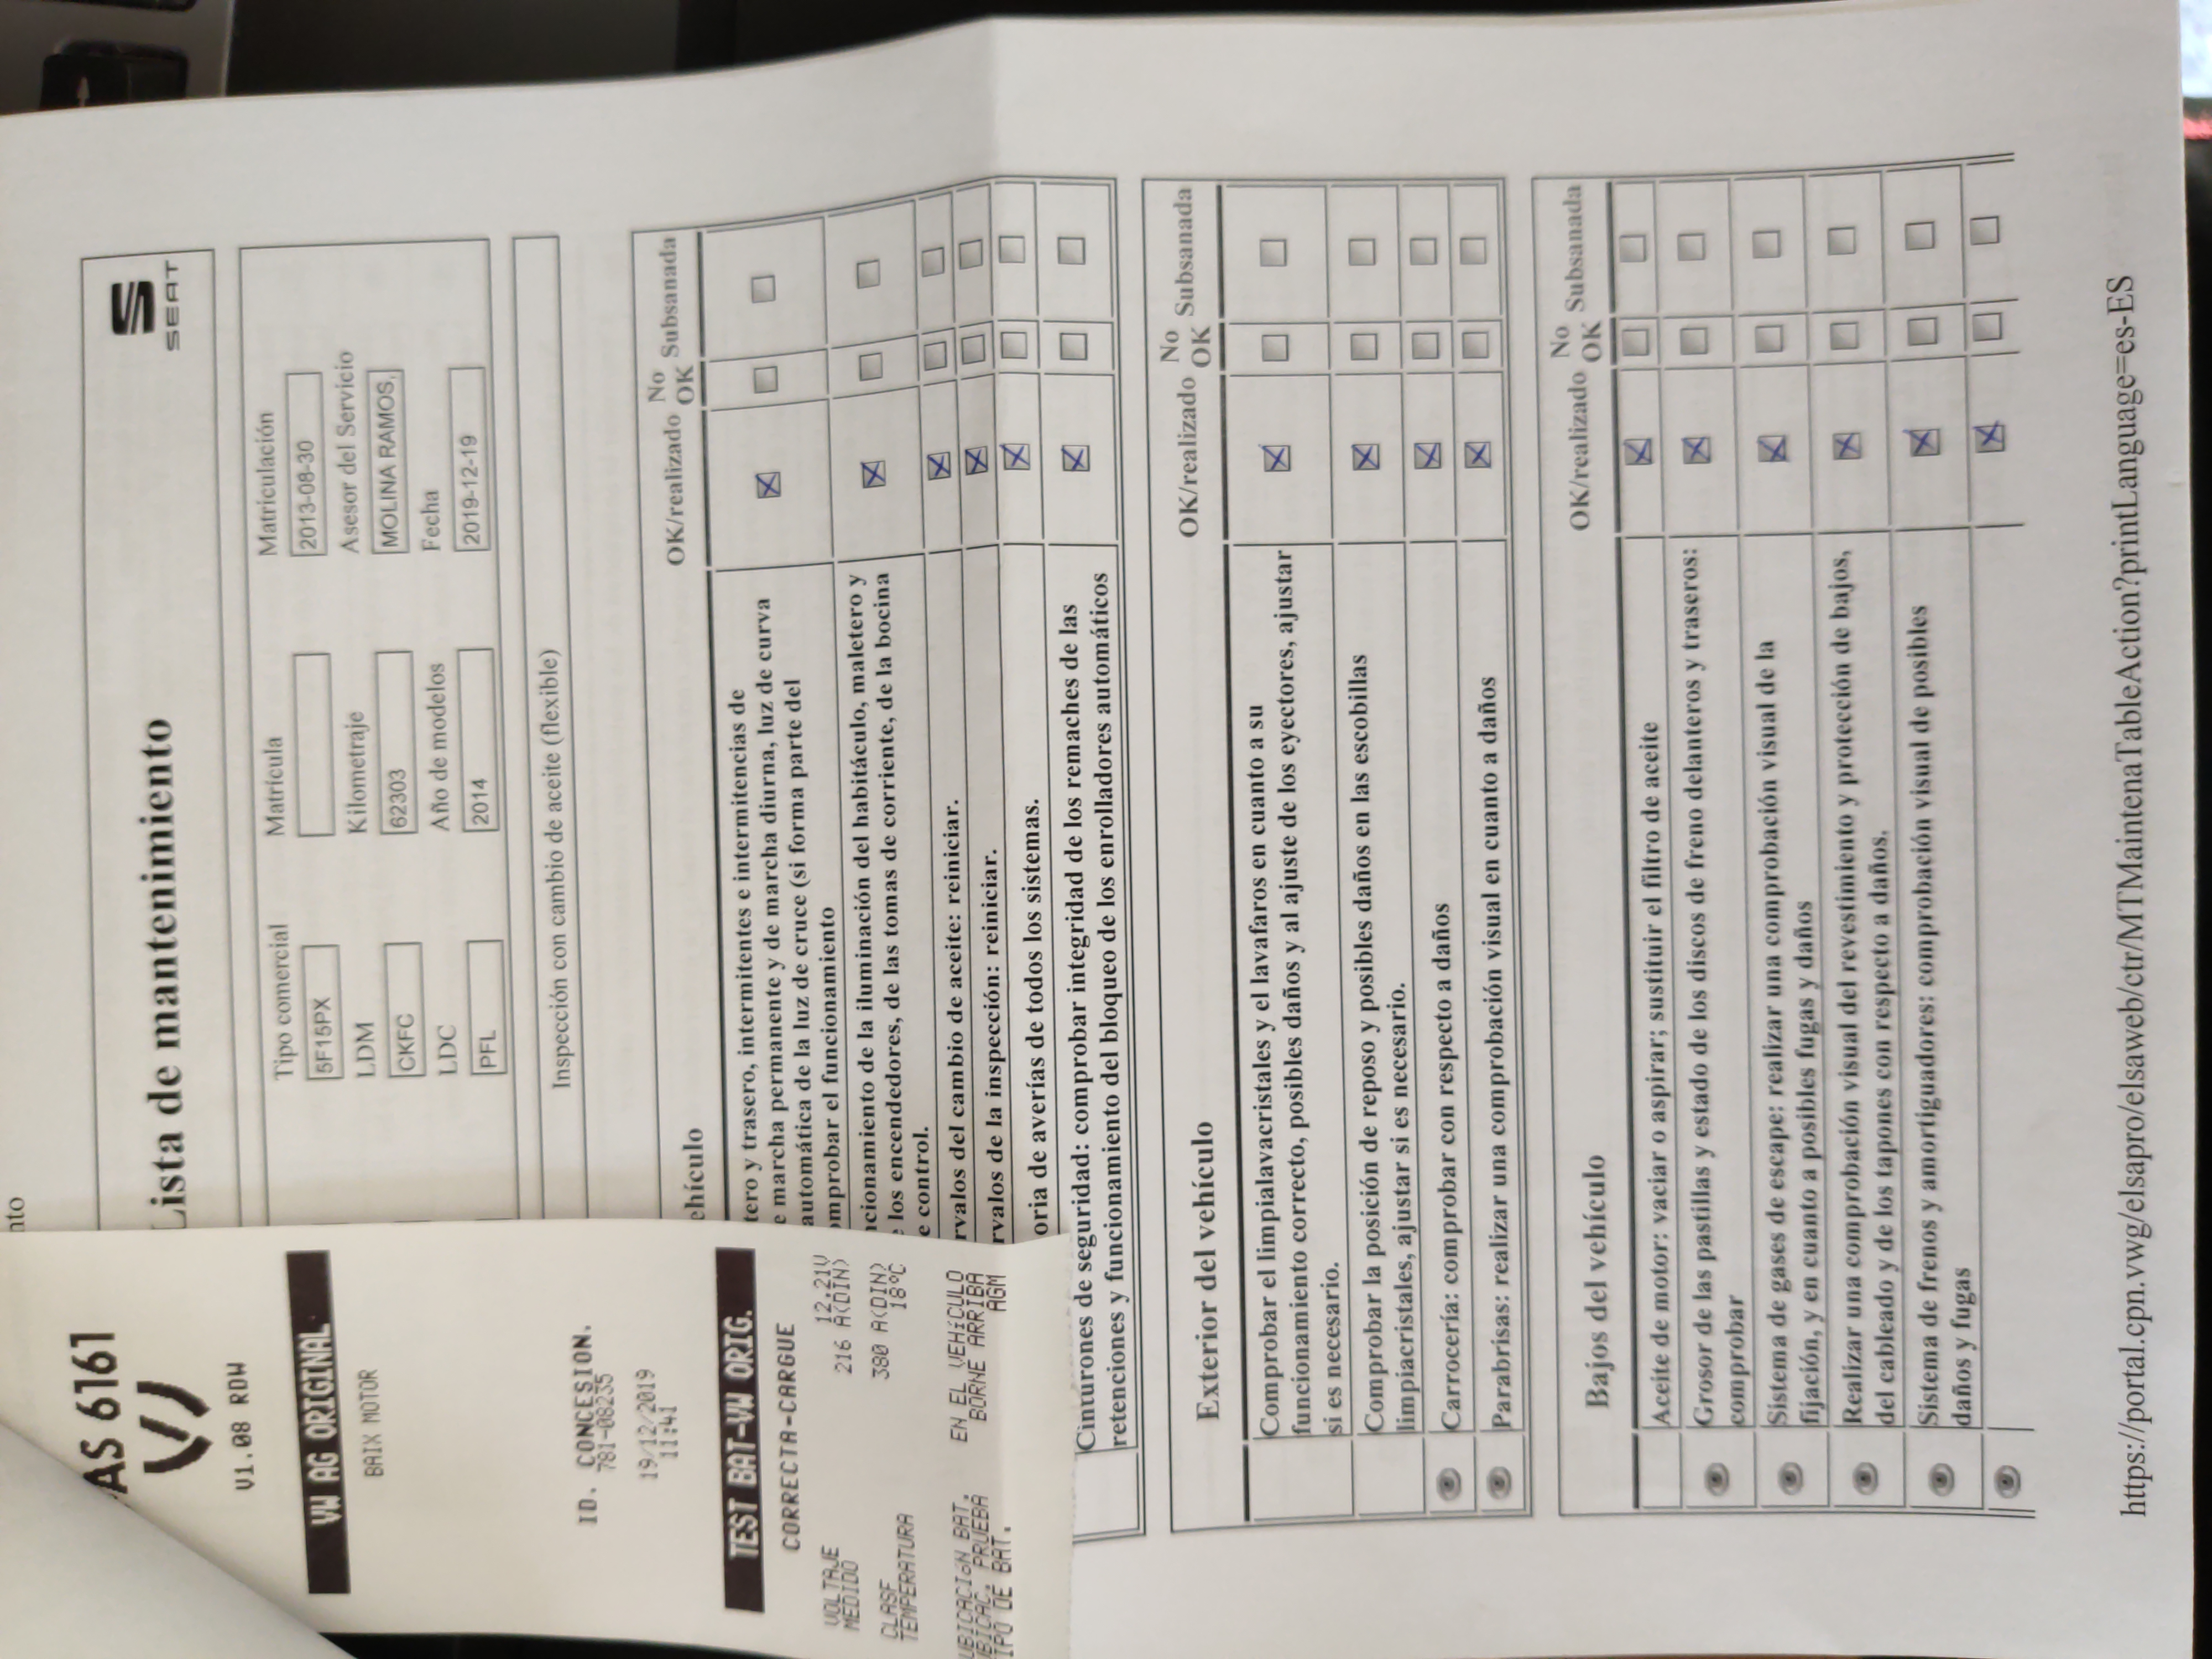 nto
AS 6161
V1.08 RDW
VW AG ORIGINAL
BAIX MOTOR
ID. CONCESION.
781-08235
19/12/2019
11:41
TEST BAT-VW ORIG.
CORRECTA-CARGUE
VOLTAJE 12.21V
MEDIDO 216 A(DIN)
CLASE 380 A(DIN)
TEMPERATURA 18°C
UBICACIÓN BAT. EN EL VEHÍCULO
UBICAC. PRUEBA BORNE ARRIBA
IPO DE BAT. AGM
Lista de mantenimiento
SEAT
Tipo comercial Matrícula Matriculación
5F15PX 2013-08-30
LDM Kilometraje Asesor del Servicio
CKFC 62303 MOLINA RAMOS,
LDC Año de modelos Fecha
PFL 2014 2019-12-19
Inspección con cambio de aceite (flexible)
ehículo OK/realizado No OK Subsanada
tero y trasero, intermitentes e intermitencias de
e marcha permanente y de marcha diurna, luz de curva
automática de la luz de cruce (si forma parte del
omprobar el funcionamiento
ncionamiento de la iluminación del habitáculo, maletero y
e los encendedores, de las tomas de corriente, de la bocina
e control.
rvalos del cambio de aceite: reiniciar.
rvalos de la inspección: reiniciar.
oria de averías de todos los sistemas.
Cinturones de seguridad: comprobar integridad de los remaches de las
retenciones y funcionamiento del bloqueo de los enrolladores automáticos
Exterior del vehículo OK/realizado No OK Subsanada
Comprobar el limpialavacristales y el lavafaros en cuanto a su
funcionamiento correcto, posibles daños y al ajuste de los eyectores, ajustar
si es necesario.
Comprobar la posición de reposo y posibles daños en las escobillas
limpiacristales, ajustar si es necesario.
Carrocería: comprobar con respecto a daños
Parabrisas: realizar una comprobación visual en cuanto a daños
Bajos del vehículo OK/realizado No OK Subsanada
Aceite de motor: vaciar o aspirar; sustituir el filtro de aceite
Grosor de las pastillas y estado de los discos de freno delanteros y traseros:
comprobar
Sistema de gases de escape: realizar una comprobación visual de la
fijación, y en cuanto a posibles fugas y daños
Realizar una comprobación visual del revestimiento y protección de bajos,
del cableado y de los tapones con respecto a daños.
Sistema de frenos y amortiguadores: comprobación visual de posibles
daños y fugas
https://portal.cpn.vwg/elsapro/elsaweb/ctr/MTMaintenaTableAction?printLanguage=es-ES